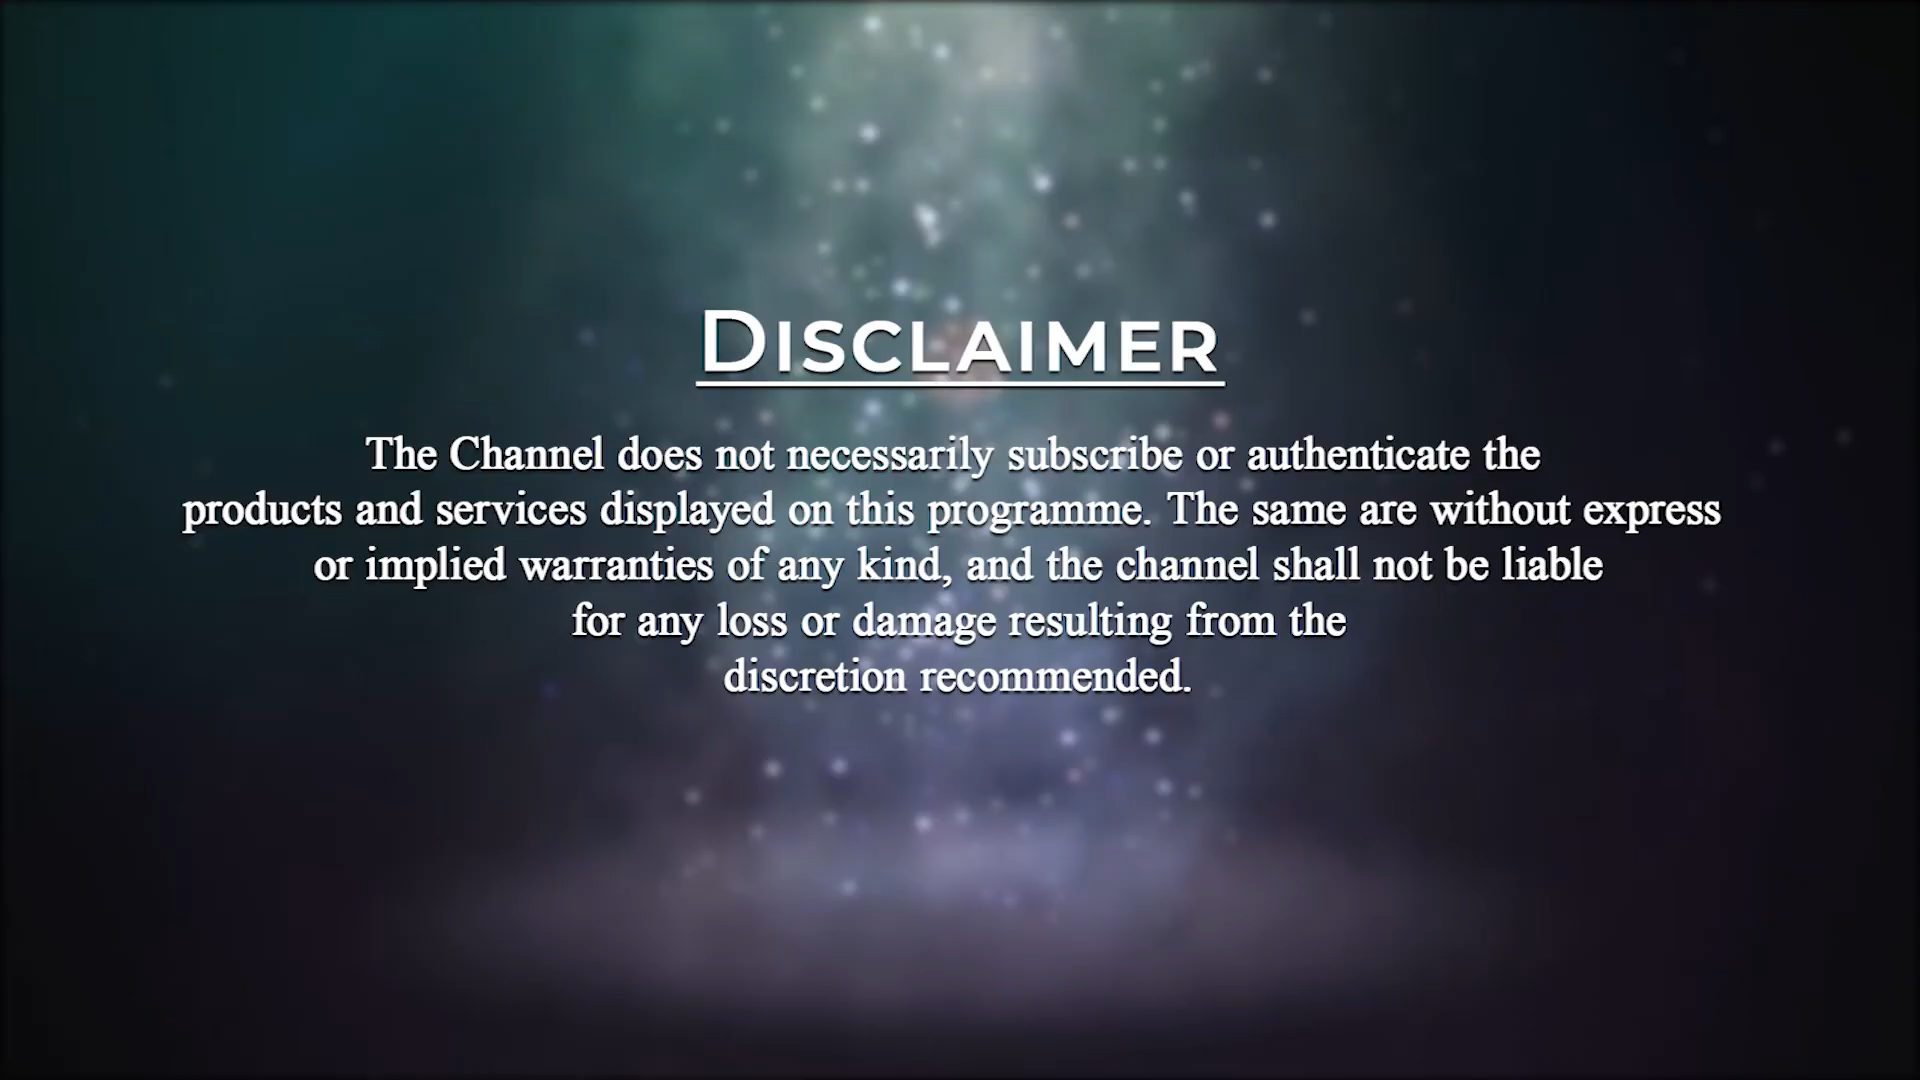 DISCLAIMER
The Channel does not necessarily subscribe or authenticate the
products and services displayed on this programme. The same are without express
or implied warranties of any kind, and the channel shall not be liable
for any loss or damage resulting from the
discretion recommended.